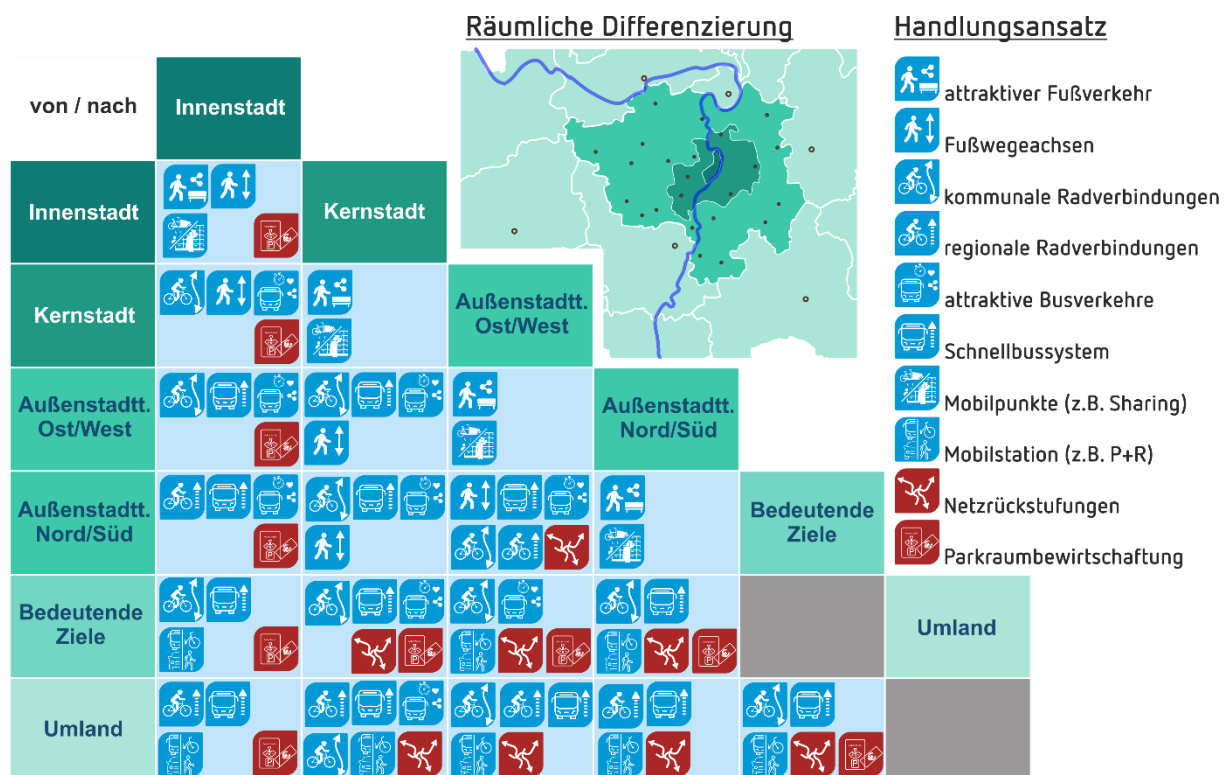 Räumliche Differenzierung
Handlungsansatz
von / nach
Innenstadt
Innenstadt
Kernstadt
Kernstadt
Außenstadtt.
Ost/West
Außenstadtt.
Ost/West
Außenstadtt.
Nord/Süd
Außenstadtt.
Nord/Süd
Bedeutende
Ziele
Bedeutende
Ziele
Umland
Umland
attraktiver Fußverkehr
Fußwegeachsen
kommunale Radverbindungen
regionale Radverbindungen
attraktive Busverkehre
Schnellbussystem
Mobilpunkte (z.B. Sharing)
Mobilstation (z.B. P+R)
Netzrückstufungen
Parkraumbewirtschaftung